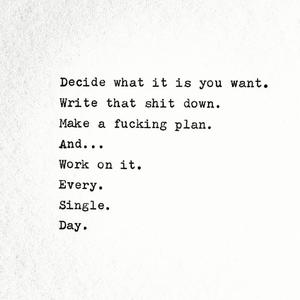 Decide what it is you want.
Write that shit down.
Make a fucking plan.
And...
Work on it.
Every.
Single.
Day.